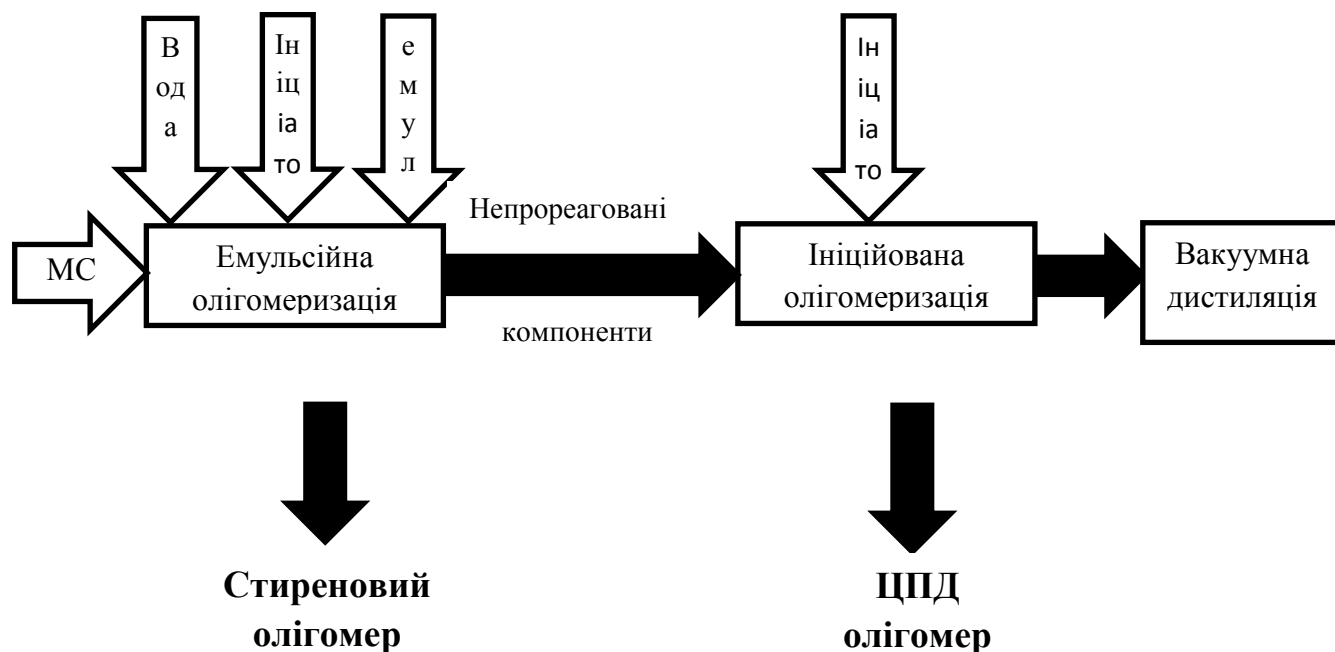 В
од
а
Ін
іц
іа
то
е
м
у
л
Ін
іц
іа
то
Непрореаговані
МС
Емульсійна
олігомеризація
Ініційована
олігомеризація
Вакуумна
дистиляція
компоненти
Стиреновий
олігомер
ЦПД
олігомер